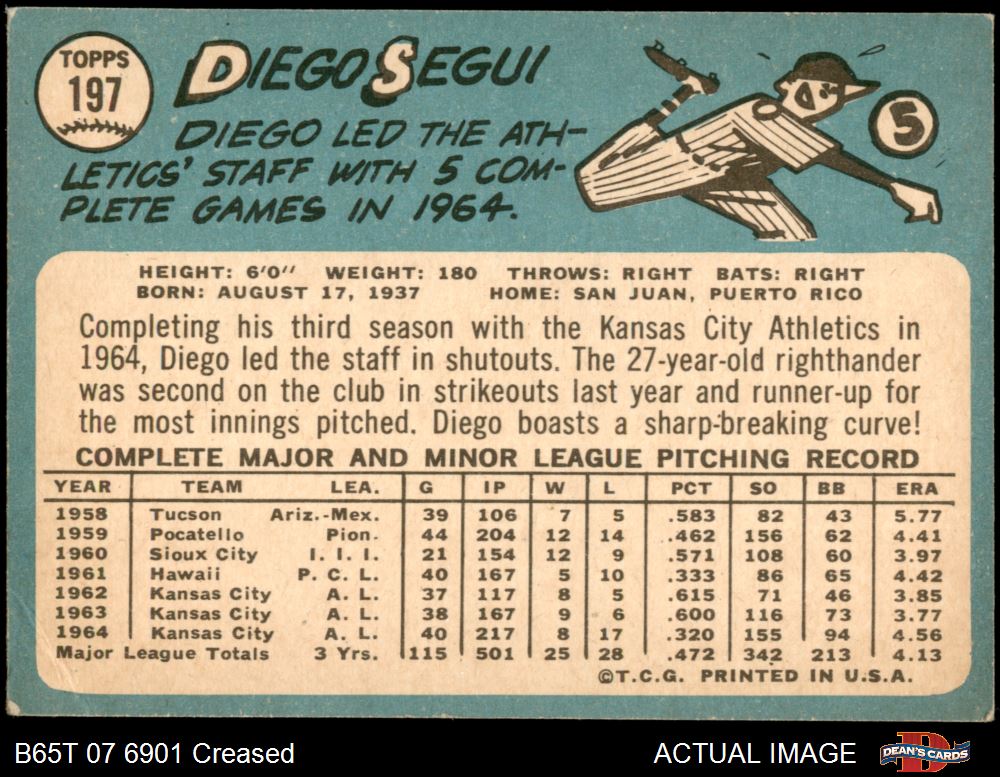 TOPPS
197
DIEGO SEGUI
DIEGO LED THE ATH-
LETICS' STAFF WITH 5 COM-
PLETE GAMES IN 1964.
5
HEIGHT: 6'0" WEIGHT: 180 THROWS: RIGHT BATS: RIGHT
BORN: AUGUST 17, 1937 HOME: SAN JUAN, PUERTO RICO
Completing his third season with the Kansas City Athletics in
1964, Diego led the staff in shutouts. The 27-year-old righthander
was second on the club in strikeouts last year and runner-up for
the most innings pitched. Diego boasts a sharp-breaking curve!
COMPLETE MAJOR AND MINOR LEAGUE PITCHING RECORD
YEAR TEAM LEA. G IP W L PCT SO BB ERA
1958 Tucson Ariz.-Mex. 39 106 7 5 .583 82 43 5.77
1959 Pocatello Pion. 44 204 12 14 .462 156 62 4.41
1960 Sioux City I. I. I. 21 154 12 9 .571 108 60 3.97
1961 Hawaii P. C. L. 40 167 5 10 .333 86 65 4.42
1962 Kansas City A. L. 37 117 8 5 .615 71 46 3.85
1963 Kansas City A. L. 38 167 9 6 .600 116 73 3.77
1964 Kansas City A. L. 40 217 8 17 .320 155 94 4.56
Major League Totals 3 Yrs. 115 501 25 28 .472 342 213 4.13
©T.C.G. PRINTED IN U.S.A.
B65T 07 6901 Creased ACTUAL IMAGE DEAN'S CARDS